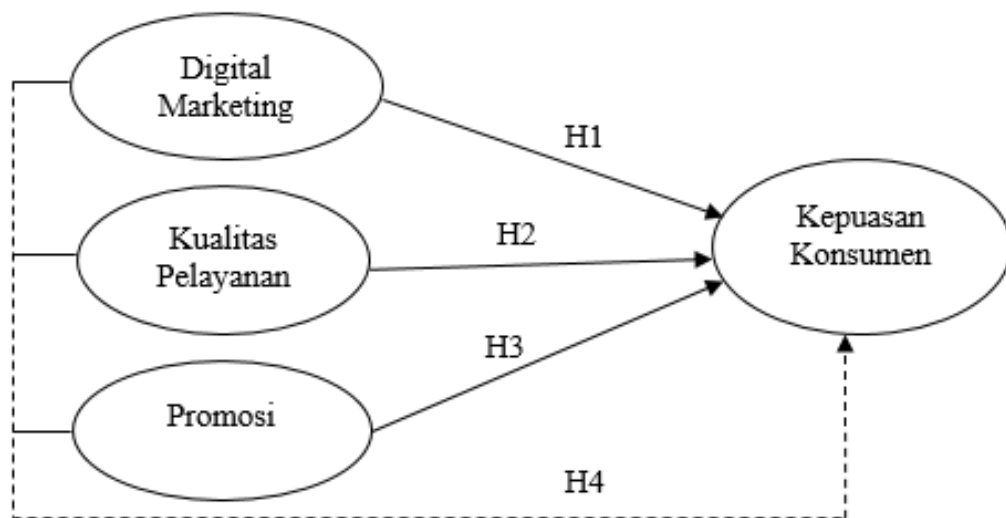 Digital
Marketing
H1
Kepuasan
Konsumen
Kualitas
Pelayanan
H2
H3
Promosi
H4